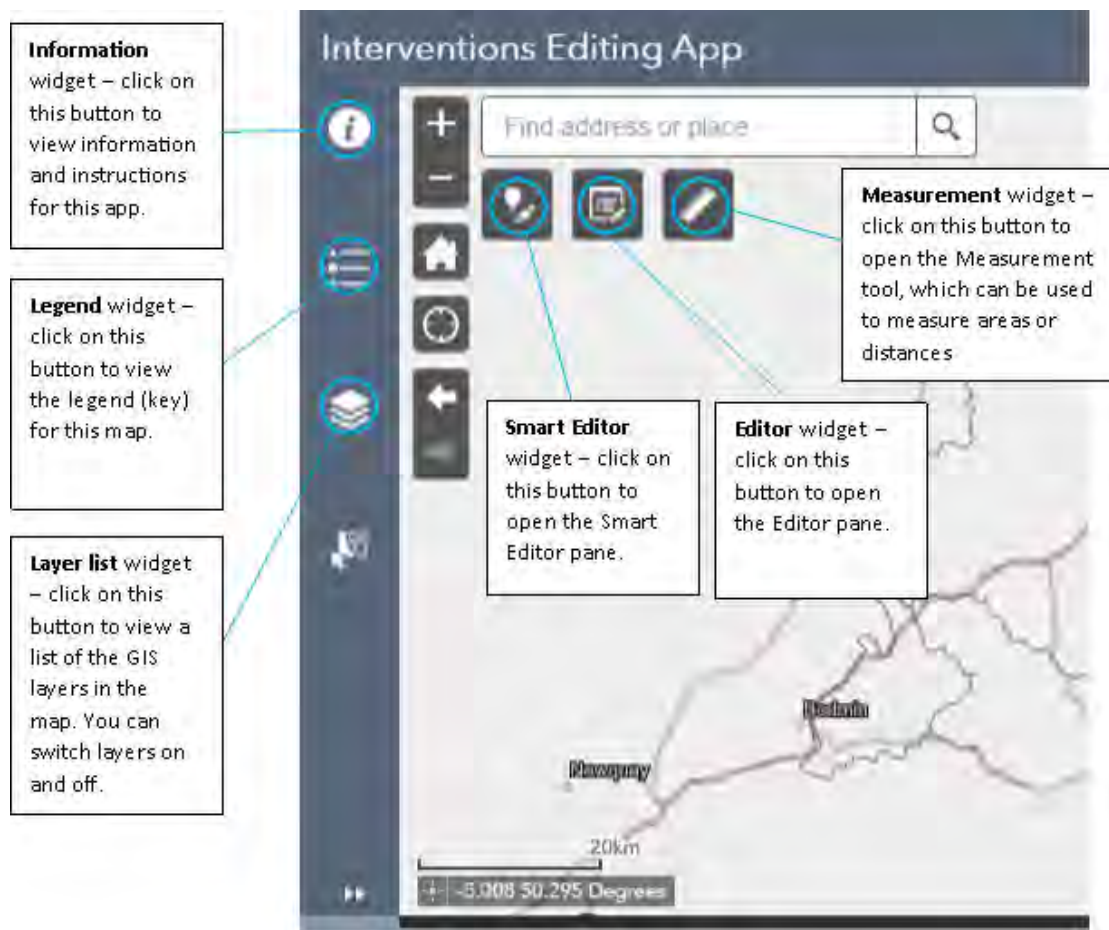 Interventions Editing App
Information
widget – click on
this button to
view information
and instructions
for this app.
Legend widget –
click on this
button to view
the legend (key)
for this map.
Layer list widget
– click on this
button to view a
list of the GIS
layers in the
map. You can
switch layers on
and off.
Find address or place
Measurement widget –
click on this button to
open the Measurement
tool, which can be used
to measure areas or
distances
Smart Editor
widget – click on
this button to
open the Smart
Editor pane.
Editor widget –
click on this
button to open
the Editor pane.
Bodmin
Newquay
20km
-5.008 50.295 Degrees